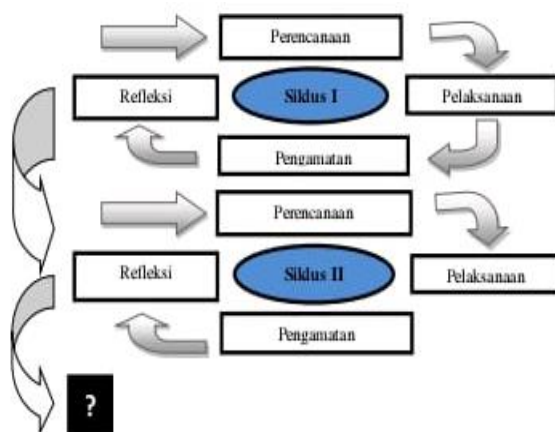 Perencanaan
Refleksi
Siklus I
Pelaksanaan
Pengamatan
Perencanaan
Refleksi
Siklus II
Pelaksanaan
Pengamatan
?